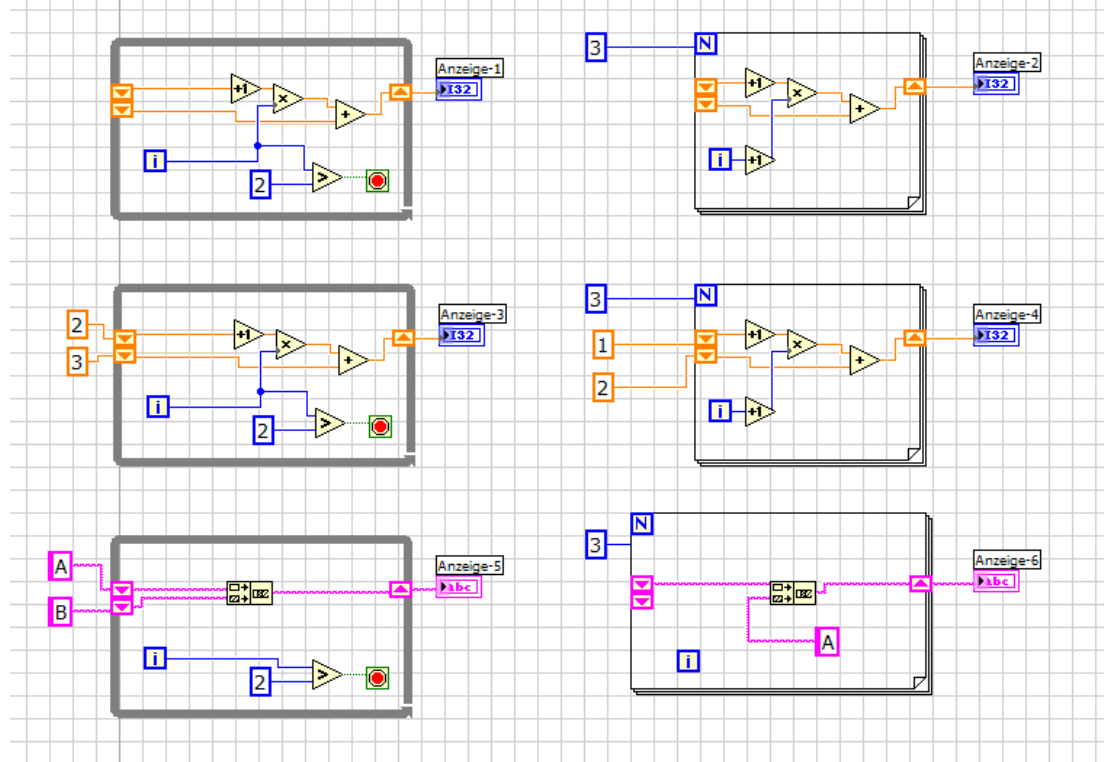 Anzeige-1
+1
x
I32
+
i
2
>
3
N
Anzeige-2
+1
x
I32
+
i
+1
2
3
Anzeige-3
+1
x
I32
+
i
2
>
3
N
1
2
Anzeige-4
+1
x
I32
+
i
+1
A
B
Anzeige-5
abc
i
2
>
3
N
Anzeige-6
abc
A
i